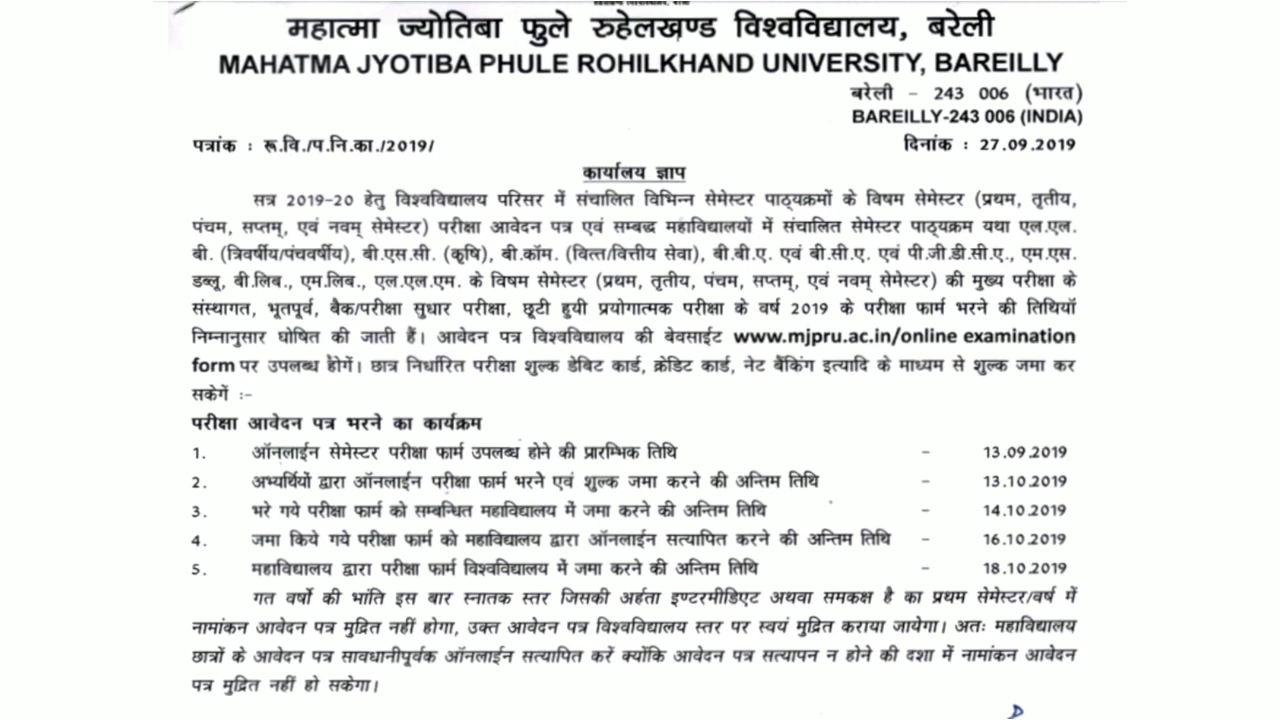 महात्मा ज्योतिबा फुले रुहेलखण्ड विश्वविद्यालय, बरेली
MAHATMA JYOTIBA PHULE ROHILKHAND UNIVERSITY, BAREILLY
बरेली - 243 006 (भारत)
BAREILLY-243 006 (INDIA)
पत्रांक : रू.वि./प.नि.का./2019/ दिनांक : 27.09.2019
कार्यालय ज्ञाप
सत्र 2019-20 हेतु विश्वविद्यालय परिसर में संचालित विभिन्न सेमेस्टर पाठ्यक्रमों के विषम सेमेस्टर (प्रथम, तृतीय,
पंचम, सप्तम्, एवं नवम् सेमेस्टर) परीक्षा आवेदन पत्र एवं सम्बद्ध महाविद्यालयों में संचालित सेमेस्टर पाठ्यक्रम यथा एल.एल.
बी. (त्रिवर्षीय/पंचवर्षीय), बी.एस.सी. (कृषि), बी.कॉम. (वित्त/वित्तीय सेवा), बी.बी.ए. एवं बी.सी.ए. एवं पी.जी.डी.सी.ए., एम.एस.
डब्लू, बी.लिब., एम.लिब., एल.एल.एम. के विषम सेमेस्टर (प्रथम, तृतीय, पंचम, सप्तम्, एवं नवम् सेमेस्टर) की मुख्य परीक्षा के
संस्थागत, भूतपूर्व, बैक/परीक्षा सुधार परीक्षा, छूटी हुयी प्रयोगात्मक परीक्षा के वर्ष 2019 के परीक्षा फार्म भरने की तिथियॉ
निम्नानुसार घोषित की जाती हैं। आवेदन पत्र विश्वविद्यालय की बेवसाईट www.mjpru.ac.in/online examination
form पर उपलब्ध होगें। छात्र निर्धारित परीक्षा शुल्क डेबिट कार्ड, क्रेडिट कार्ड, नेट बैंकिंग इत्यादि के माध्यम से शुल्क जमा कर
सकेगें :-
परीक्षा आवेदन पत्र भरने का कार्यक्रम
1. ऑनलाईन सेमेस्टर परीक्षा फार्म उपलब्ध होने की प्रारम्भिक तिथि - 13.09.2019
2. अभ्यर्थियों द्वारा ऑनलाईन परीक्षा फार्म भरने एवं शुल्क जमा करने की अन्तिम तिथि - 13.10.2019
3. भरे गये परीक्षा फार्म को सम्बन्धित महाविद्यालय में जमा करने की अन्तिम तिथि - 14.10.2019
4. जमा किये गये परीक्षा फार्म को महाविद्यालय द्वारा ऑनलाईन सत्यापित करने की अन्तिम तिथि - 16.10.2019
5. महाविद्यालय द्वारा परीक्षा फार्म विश्वविद्यालय में जमा करने की अन्तिम तिथि - 18.10.2019
गत वर्षो की भांति इस बार स्नातक स्तर जिसकी अर्हता इण्टरमीडिएट अथवा समकक्ष है का प्रथम सेमेस्टर/वर्ष में
नामांकन आवेदन पत्र मुद्रित नहीं होगा, उक्त आवेदन पत्र विश्वविद्यालय स्तर पर स्वयं मुद्रित कराया जायेगा। अतः महाविद्यालय
छात्रों के आवेदन पत्र सावधानीपूर्वक ऑनलाईन सत्यापित करें क्योंकि आवेदन पत्र सत्यापन न होने की दशा में नामांकन आवेदन
पत्र मुद्रित नहीं हो सकेगा।